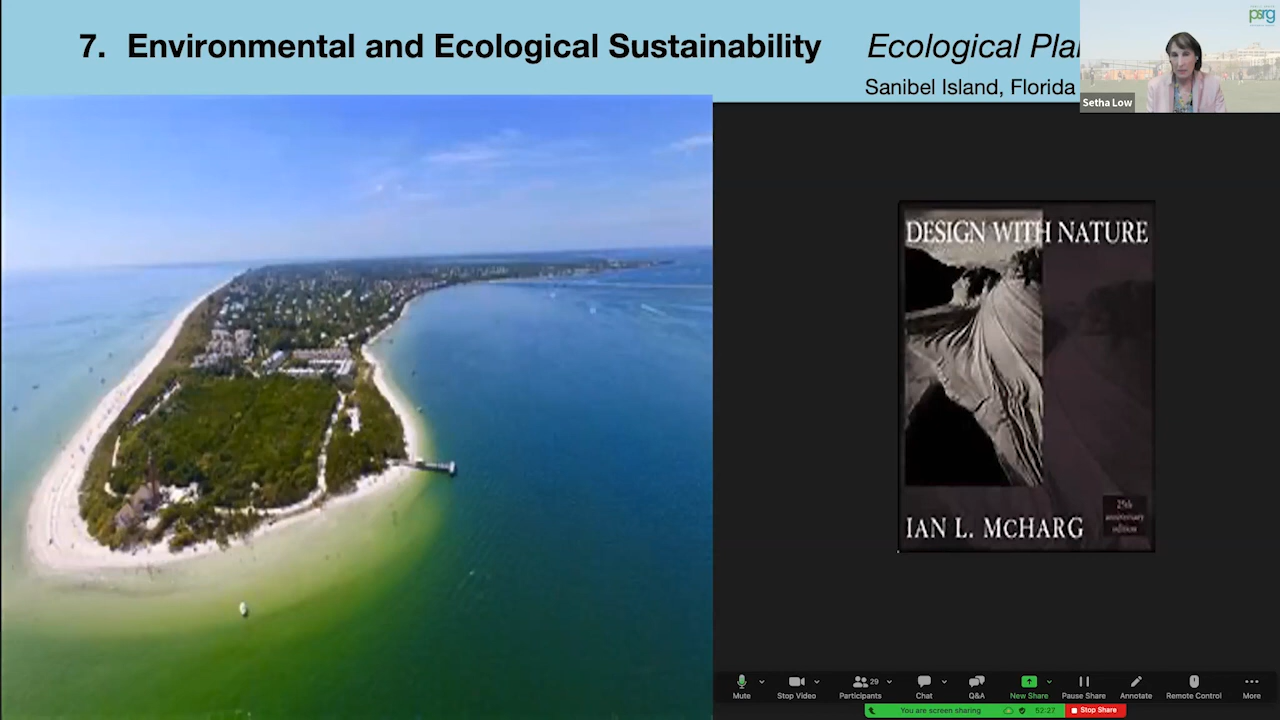 7. Environmental and Ecological Sustainability
Ecological Pla
Sanibel Island, Florida
psrg
Setha Low
DESIGN WITH NATURE
25th
anniversary
edition
IAN L. McHARG
Mute
Stop Video
29
Participants
Chat
Q&A
New Share
Pause Share
Annotate
Remote Control
More
You are screen sharing
52:27
Stop Share